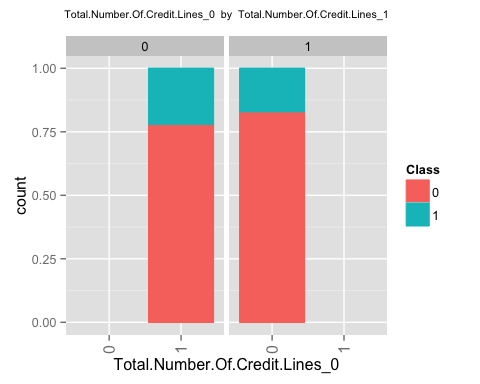 Total.Number.Of.Credit.Lines_0 by Total.Number.Of.Credit.Lines_1
0 1
1.00
0.75
0.50
0.25
0.00
count
0 1 0 1
Total.Number.Of.Credit.Lines_0
Class
0
1